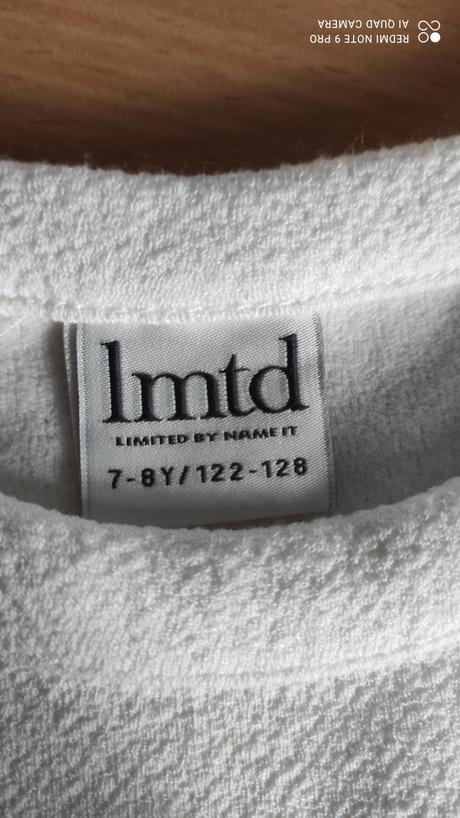 REDMI NOTE 9 PRO
AI QUAD CAMERA
lmtd
LIMITED BY NAME IT
7-8Y/122-128